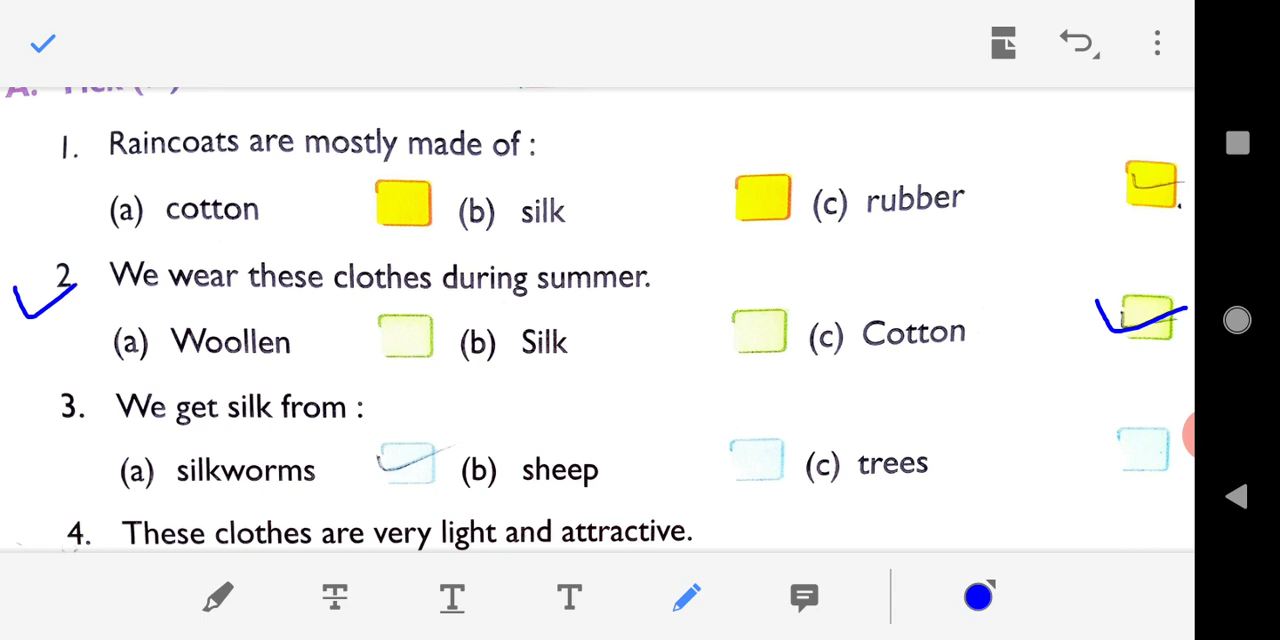 1. Raincoats are mostly made of :
(a) cotton (b) silk (c) rubber
2. We wear these clothes during summer.
(a) Woollen (b) Silk (c) Cotton
3. We get silk from :
(a) silkworms (b) sheep (c) trees
4. These clothes are very light and attractive.
T T T